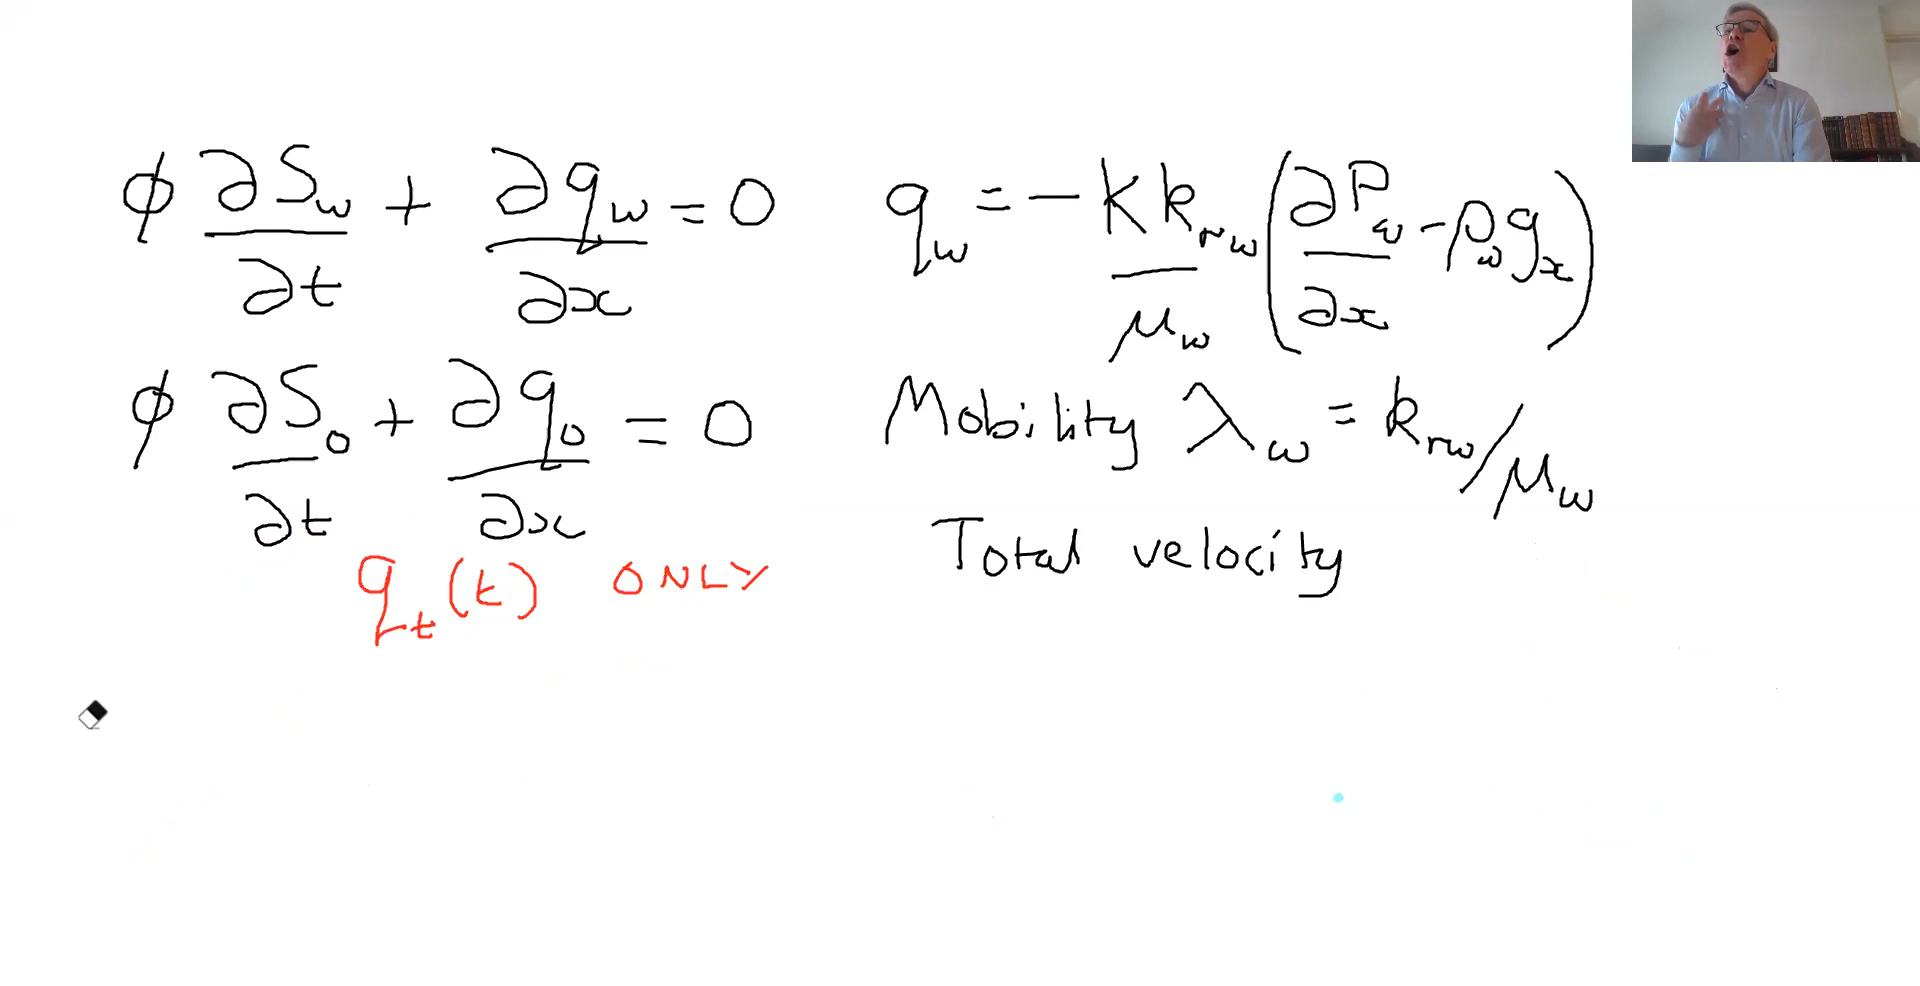 ϕ ∂S_w/∂t + ∂q_w/∂x = 0
ϕ ∂S_o/∂t + ∂q_o/∂x = 0
q_t (t) ONLY
q_w = -K k_rw/μ_w (∂P_w/∂x - ρ_w g_x)
Mobility λ_w = k_rw/μ_w
Total velocity